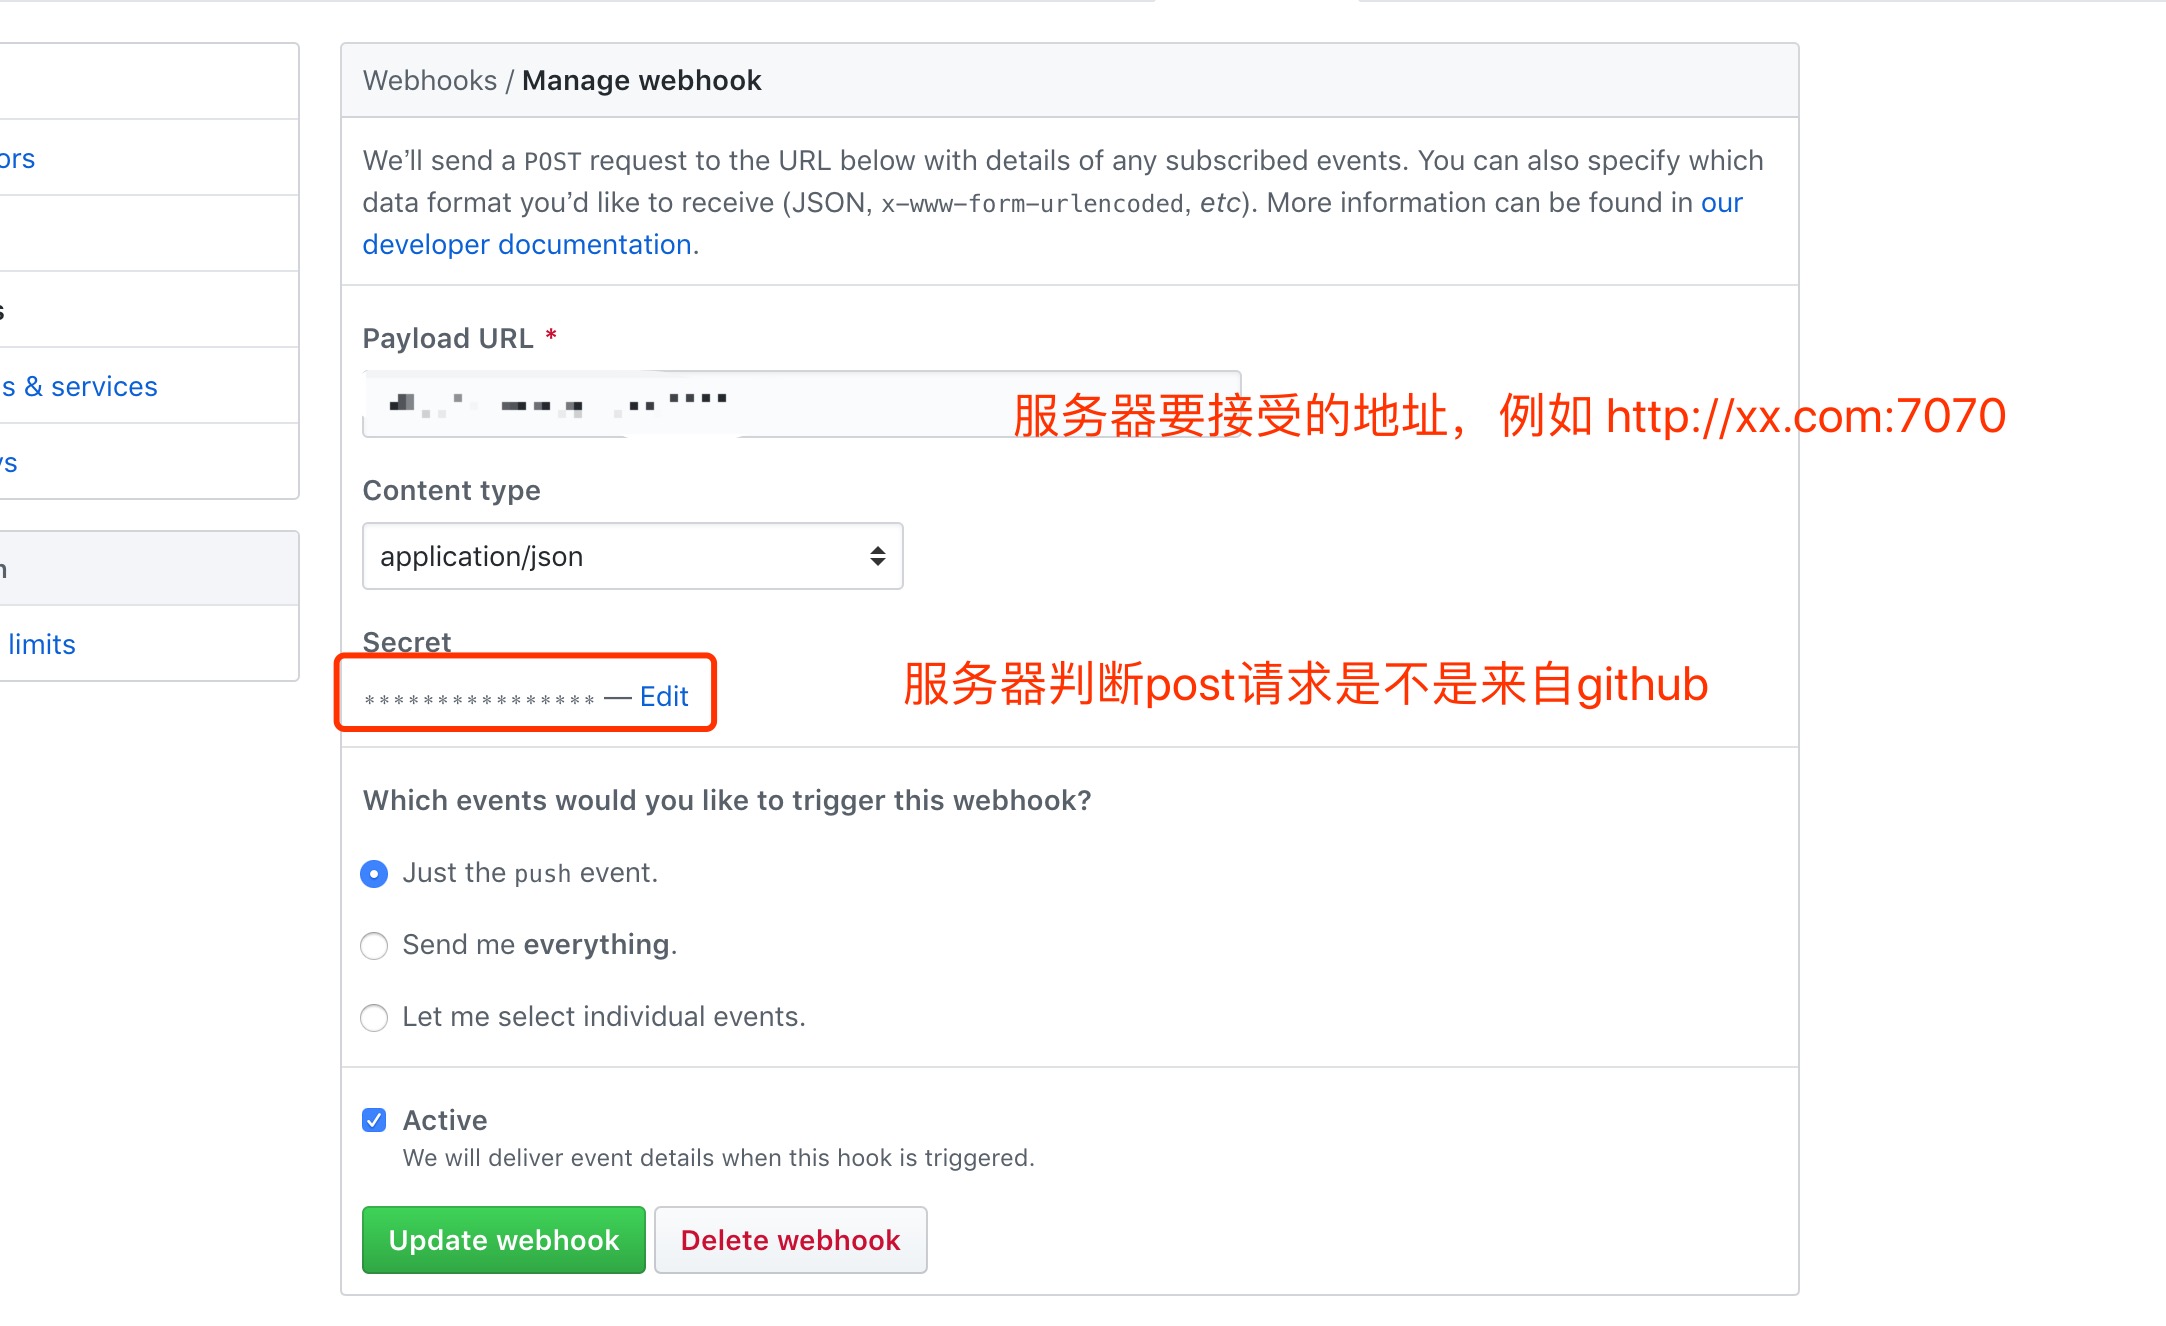 Webhooks / Manage webhook
We’ll send a POST request to the URL below with details of any subscribed events. You can also specify which
data format you’d like to receive (JSON, x-www-form-urlencoded, etc). More information can be found in our
developer documentation.
ors
s
s & services
ys
n
limits
Payload URL *
服务器要接受的地址，例如 http://xx.com:7070
Content type
application/json
Secret
**************** — Edit
服务器判断post请求是不是来自github
Which events would you like to trigger this webhook?
Just the push event.
Send me everything.
Let me select individual events.
Active
We will deliver event details when this hook is triggered.
Update webhook
Delete webhook